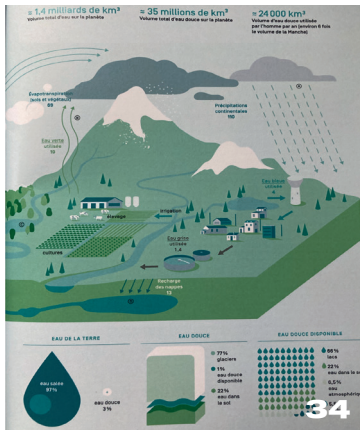 ≈ 1,4 milliards de km³
Volume total d'eau sur la planète
≈ 35 millions de km³
Volume total d'eau douce sur la planète
≈ 24 000 km³
Volume d'eau douce utilisée
par l'homme par an (environ 5 fois
le volume de la Manche)
Évapotranspiration
(sols et végétaux)
Précipitations
continentales
Eau verte
utilisée
Eau bleue
utilisée
élevage
irrigation
cultures
Eau grise
utilisée
1,4
Recharge
des nappes
EAU DE LA TERRE
eau salée
97%
eau douce
3%
EAU DOUCE
77%
glaciers
1%
eau douce
disponible
22%
eau dans
le sol
EAU DOUCE DISPONIBLE
lacs
22%
eau dans le s
eau
atmosphériq
34